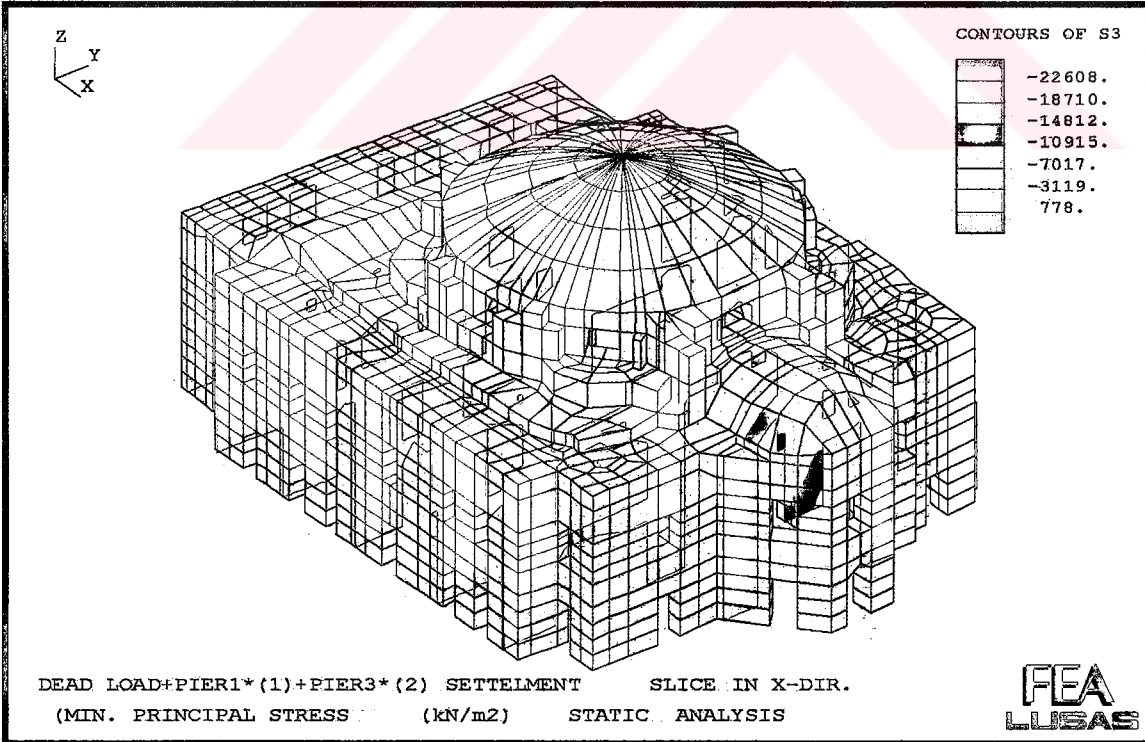 Z
Y
X
CONTOURS OF S3
-22608.
-18710.
-14812.
-10915.
-7017.
-3119.
778.
DEAD LOAD+PIER1*(1)+PIER3*(2) SETTELMENT SLICE IN X-DIR.
(MIN. PRINCIPAL STRESS (kN/m2) STATIC ANALYSIS
FEA
LUSAS